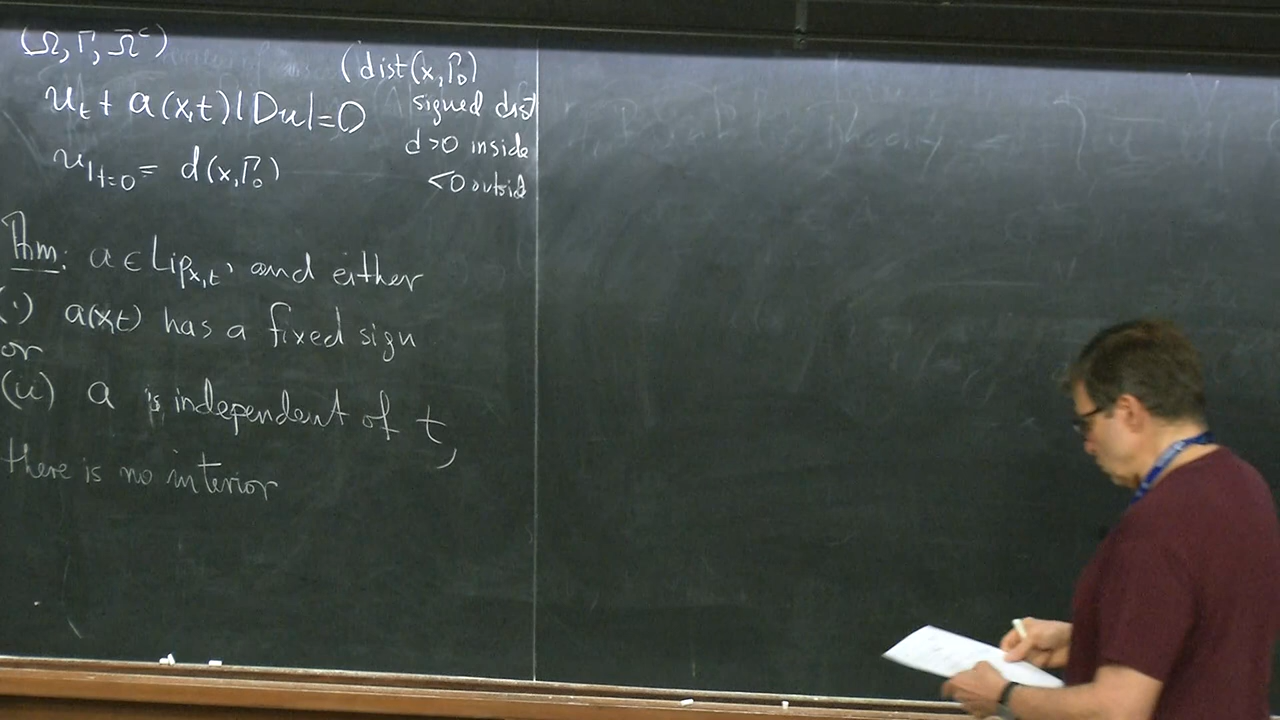 (Ω, Γ, Ω̄ᶜ)
u_t + a(x,t)|Du|=0
u|_{t=0} = d(x,Γ₀)
(dist(x,Γ₀)
signed dist
d>0 inside
<0 outside
Thm: a ∈ Lip_{x,t}, and either
(i) a(x,t) has a fixed sign
or
(ii) a is independent of t,
there is no interior